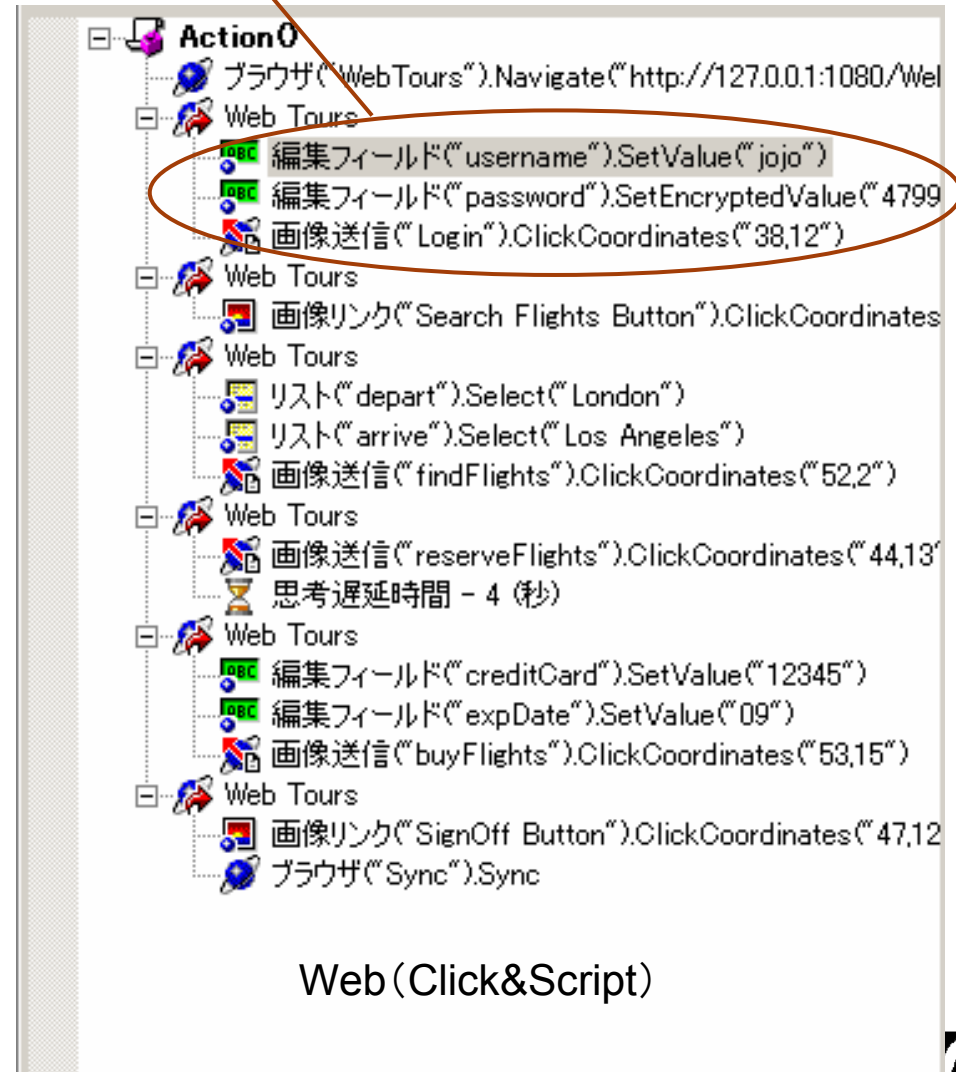 Action0
ブラウザ("WebTours").Navigate("http://127.0.0.1:1080/Wel
Web Tours
編集フィールド("username").SetValue("jojo")
編集フィールド("password").SetEncryptedValue("4799
画像送信("Login").ClickCoordinates("38,12")
Web Tours
画像リンク("Search Flights Button").ClickCoordinates
Web Tours
リスト("depart").Select("London")
リスト("arrive").Select("Los Angeles")
画像送信("findFlights").ClickCoordinates("52,2")
Web Tours
画像送信("reserveFlights").ClickCoordinates("44,13"
思考遅延時間 - 4 (秒)
Web Tours
編集フィールド("creditCard").SetValue("12345")
編集フィールド("expDate").SetValue("09")
画像送信("buyFlights").ClickCoordinates("53,15")
Web Tours
画像リンク("SignOff Button").ClickCoordinates("47,12
ブラウザ("Sync").Sync
Web（Click&Script）